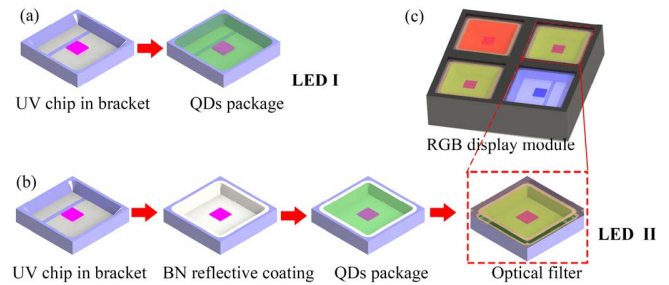 (a)
UV chip in bracket
QDs package
LED I
(c)
RGB display module
(b)
UV chip in bracket
BN reflective coating
QDs package
Optical filter
LED II